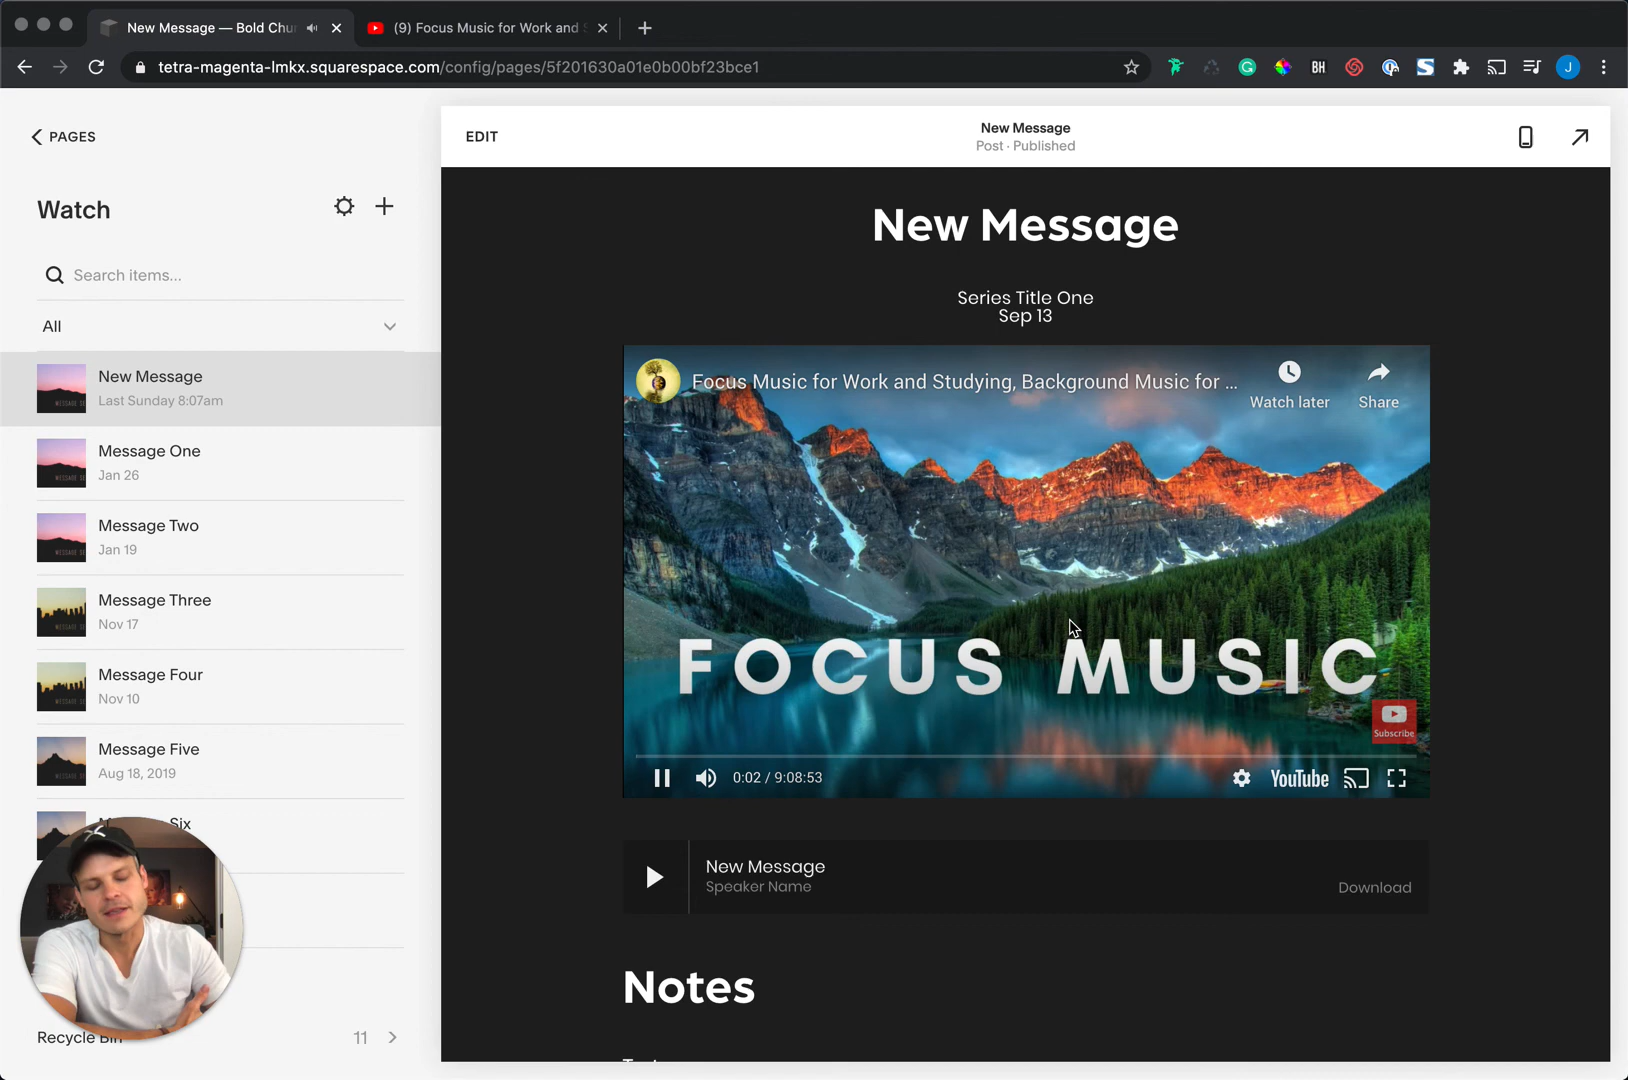 New Message — Bold Chu
(9) Focus Music for Work and
tetra-magenta-lmkx.squarespace.com/config/pages/5f201630a01e0b00bf23bce1
BH
S
J
PAGES
EDIT
New Message
Post · Published
Watch
Search items...
All
New Message
Last Sunday 8:07am
Message One
Jan 26
Message Two
Jan 19
Message Three
Nov 17
Message Four
Nov 10
Message Five
Aug 18, 2019
Six
Recycle Bin
11
New Message
Series Title One
Sep 13
Focus Music for Work and Studying, Background Music for ...
Watch later
Share
FOCUS MUSIC
Subscribe
0:02 / 9:08:53
YouTube
New Message
Speaker Name
Download
Notes